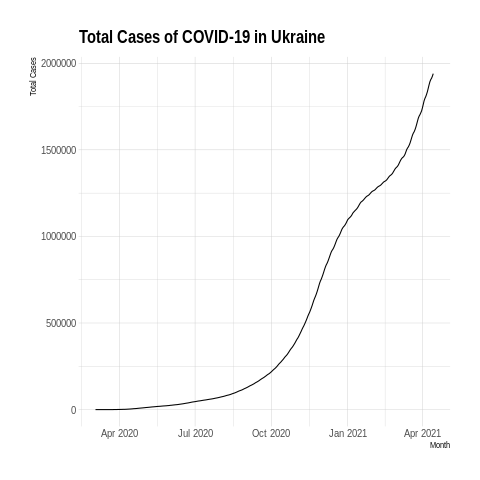 Total Cases of COVID-19 in Ukraine
Total Cases
2000000
1500000
1000000
500000
0
Apr 2020 Jul 2020 Oct 2020 Jan 2021 Apr 2021
Month